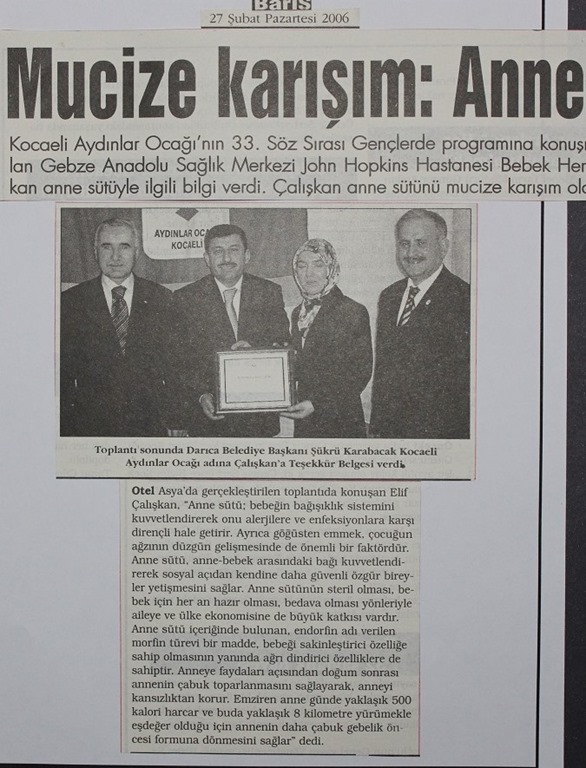 Barış
27 Şubat Pazartesi 2006
Mucize karışım: Anne
Kocaeli Aydınlar Ocağı'nın 33. Söz Sırası Gençlerde programına konuş
lan Gebze Anadolu Sağlık Merkezi John Hopkins Hastanesi Bebek Her
kan anne sütüyle ilgili bilgi verdi. Çalışkan anne sütünü mucize karışım ol
AYDINLAR OCA
KOCAELİ
Toplantı sonunda Darıca Belediye Başkanı Şükrü Karabacak Kocaeli
Aydınlar Ocağı adına Çalışkan'a Teşekkür Belgesi verdi.
Otel Asya'da gerçekleştirilen toplantıda konuşan Elif
Çalışkan, "Anne sütü; bebeğin bağışıklık sistemini
kuvvetlendirerek onu alerjilere ve enfeksiyonlara karşı
dirençli hale getirir. Ayrıca göğüsten emmek, çocuğun
ağzının düzgün gelişmesinde de önemli bir faktördür.
Anne sütü, anne-bebek arasındaki bağı kuvvetlendi-
rerek sosyal açıdan kendine daha güvenli özgür birey-
ler yetişmesini sağlar. Anne sütünün steril olması, be-
bek için her an hazır olması, bedava olması yönleriyle
aileye ve ülke ekonomisine de büyük katkısı vardır.
Anne sütü içeriğinde bulunan, endorfin adı verilen
morfin türevi bir madde, bebeği sakinleştirici özelliğe
sahip olmasının yanında ağrı dindirici özelliklere de
sahiptir. Anneye faydaları açısından doğum sonrası
annenin çabuk toparlanmasını sağlayarak, anneyi
kansızlıktan korur. Emziren anne günde yaklaşık 500
kalori harcar ve buda yaklaşık 8 kilometre yürümekle
eşdeğer olduğu için annenin daha çabuk gebelik ön-
cesi formuna dönmesini sağlar" dedi.